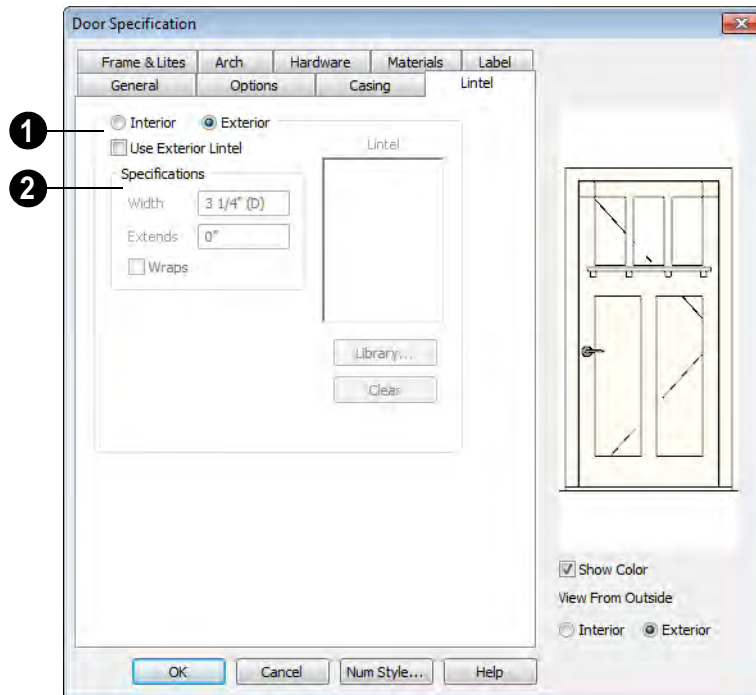 Door Specification
Frame & Lites Arch Hardware Materials Label
General Options Casing Lintel
1 Interior Exterior
Use Exterior Lintel Lintel
2 Specifications
Width 3 1/4" (D)
Extends 0"
Wraps
Library...
Clear
Show Color
View From Outside
Interior Exterior
OK Cancel Num Style... Help